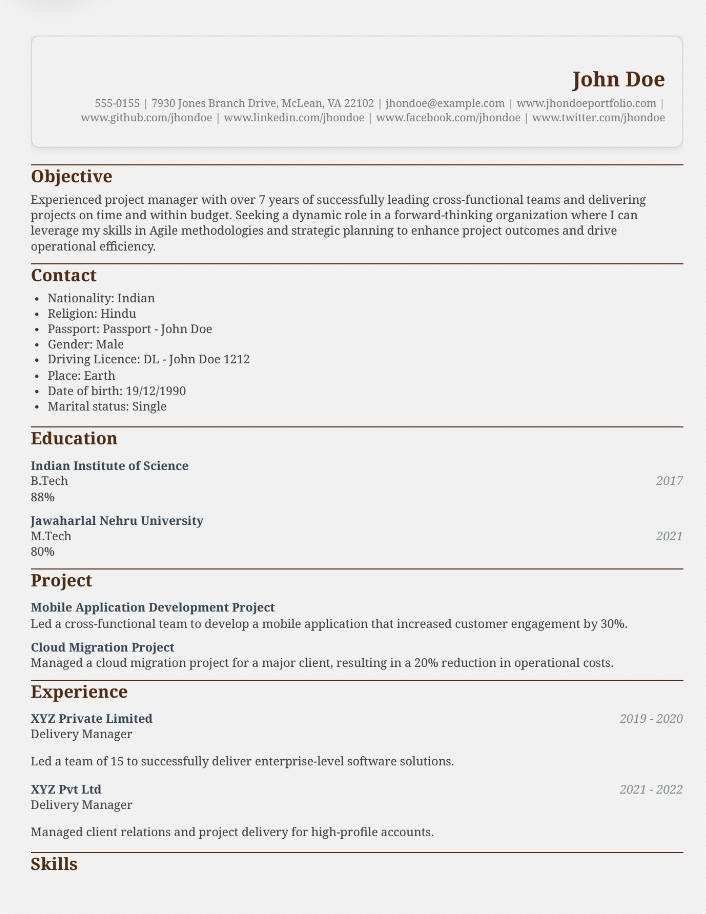 John Doe
555-0155 | 7930 Jones Branch Drive, McLean, VA 22102 | jhondoe@example.com | www.jhondoeportfolio.com |
www.github.com/jhondoe | www.linkedin.com/jhondoe | www.facebook.com/jhondoe | www.twitter.com/jhondoe
Objective
Experienced project manager with over 7 years of successfully leading cross-functional teams and delivering
projects on time and within budget. Seeking a dynamic role in a forward-thinking organization where I can
leverage my skills in Agile methodologies and strategic planning to enhance project outcomes and drive
operational efficiency.
Contact
• Nationality: Indian
• Religion: Hindu
• Passport: Passport - John Doe
• Gender: Male
• Driving Licence: DL - John Doe 1212
• Place: Earth
• Date of birth: 19/12/1990
• Marital status: Single
Education
Indian Institute of Science
B.Tech 2017
88%
Jawaharlal Nehru University
M.Tech 2021
80%
Project
Mobile Application Development Project
Led a cross-functional team to develop a mobile application that increased customer engagement by 30%.
Cloud Migration Project
Managed a cloud migration project for a major client, resulting in a 20% reduction in operational costs.
Experience
XYZ Private Limited 2019 - 2020
Delivery Manager
Led a team of 15 to successfully deliver enterprise-level software solutions.
XYZ Pvt Ltd 2021 - 2022
Delivery Manager
Managed client relations and project delivery for high-profile accounts.
Skills